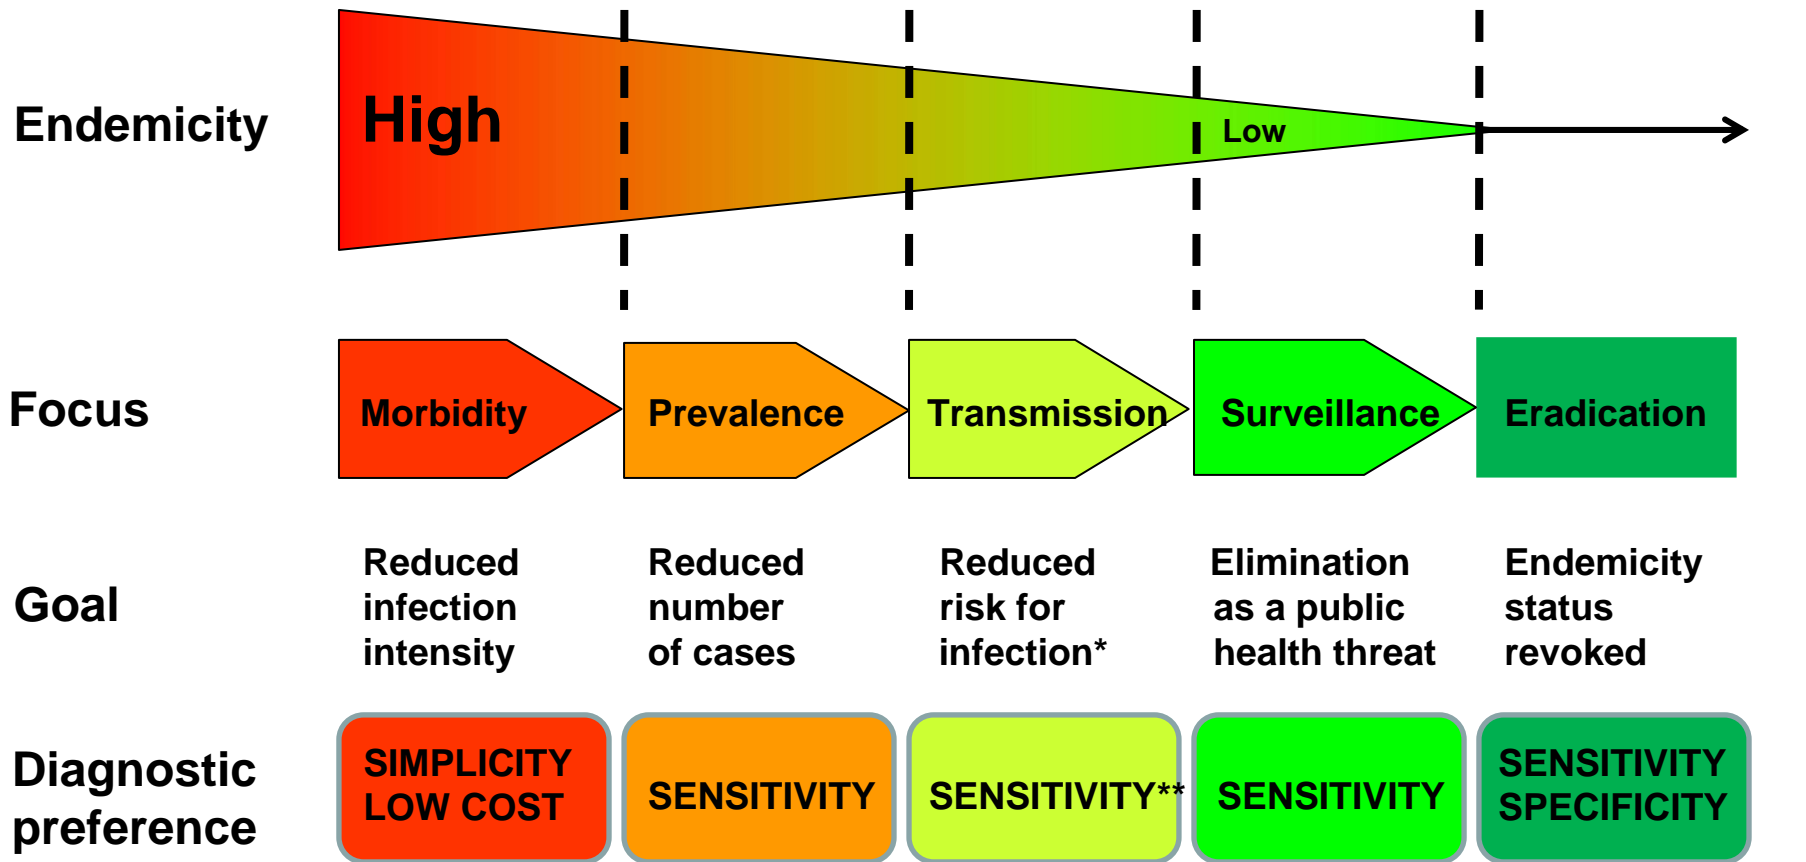 Endemicity
High
Low
Focus
Morbidity
Prevalence
Transmission
Surveillance
Eradication
Goal
Reduced
infection
intensity
Reduced
number
of cases
Reduced
risk for
infection*
Elimination
as a public
health threat
Endemicity
status
revoked
Diagnostic
preference
SIMPLICITY
LOW COST
SENSITIVITY
SENSITIVITY**
SENSITIVITY
SENSITIVITY
SPECIFICITY